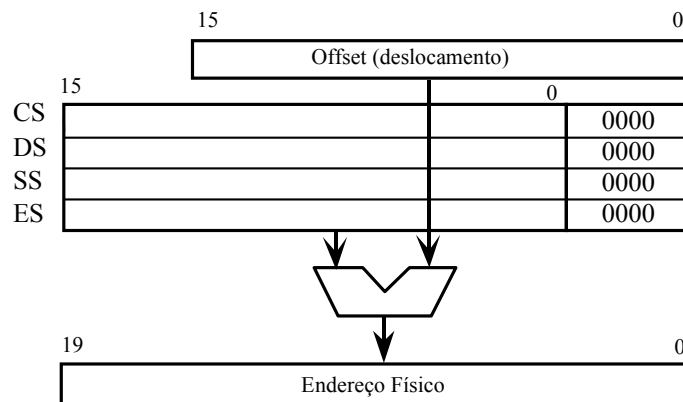 15 0
Offset (deslocamento)
15 0
CS 0000
DS 0000
SS 0000
ES 0000
19 0
Endereço Físico